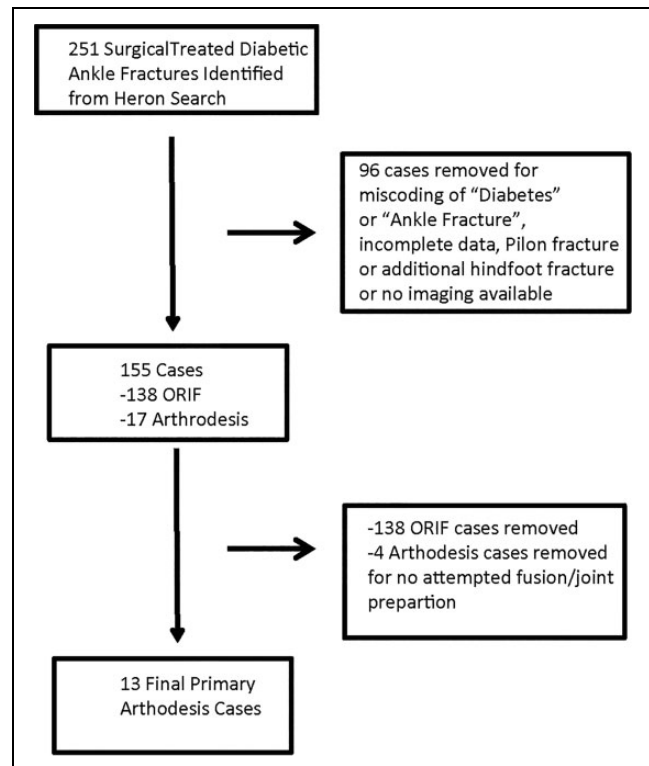 251 SurgicalTreated Diabetic
Ankle Fractures Identified
from Heron Search
96 cases removed for
miscoding of “Diabetes”
or “Ankle Fracture”,
incomplete data, Pilon fracture
or additional hindfoot fracture
or no imaging available
155 Cases
-138 ORIF
-17 Arthrodesis
-138 ORIF cases removed
-4 Arthodesis cases removed
for no attempted fusion/joint
prepartion
13 Final Primary
Arthodesis Cases